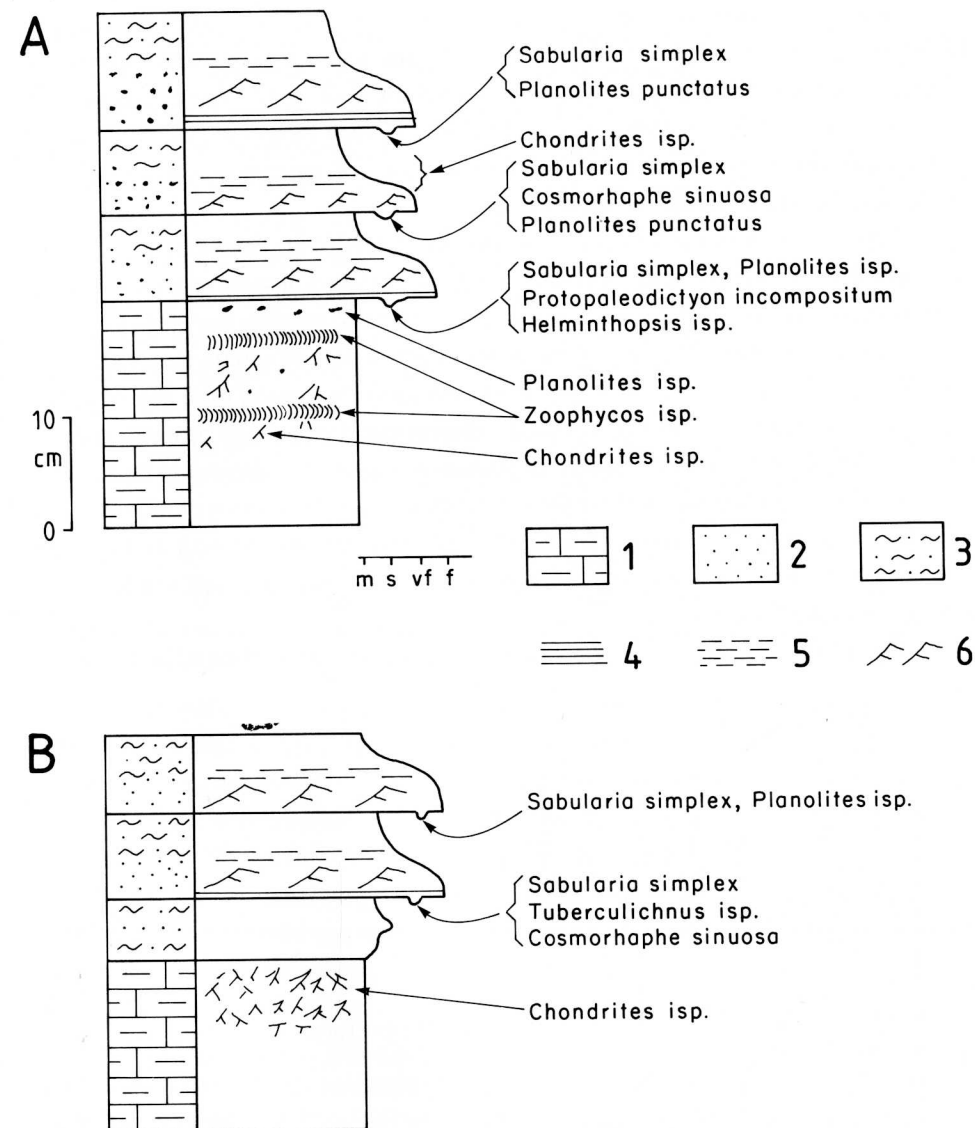 A
Sabularia simplex
Planolites punctatus
Chondrites isp.
Sabularia simplex
Cosmorhaphe sinuosa
Planolites punctatus
Sabularia simplex, Planolites isp.
Protopaleodictyon incompositum
Helminthopsis isp.
Planolites isp.
Zoophycos isp.
Chondrites isp.
10
cm
0
m s vf f
1
2
3
4
5
6
B
Sabularia simplex, Planolites isp.
Sabularia simplex
Tuberculichnus isp.
Cosmorhaphe sinuosa
Chondrites isp.